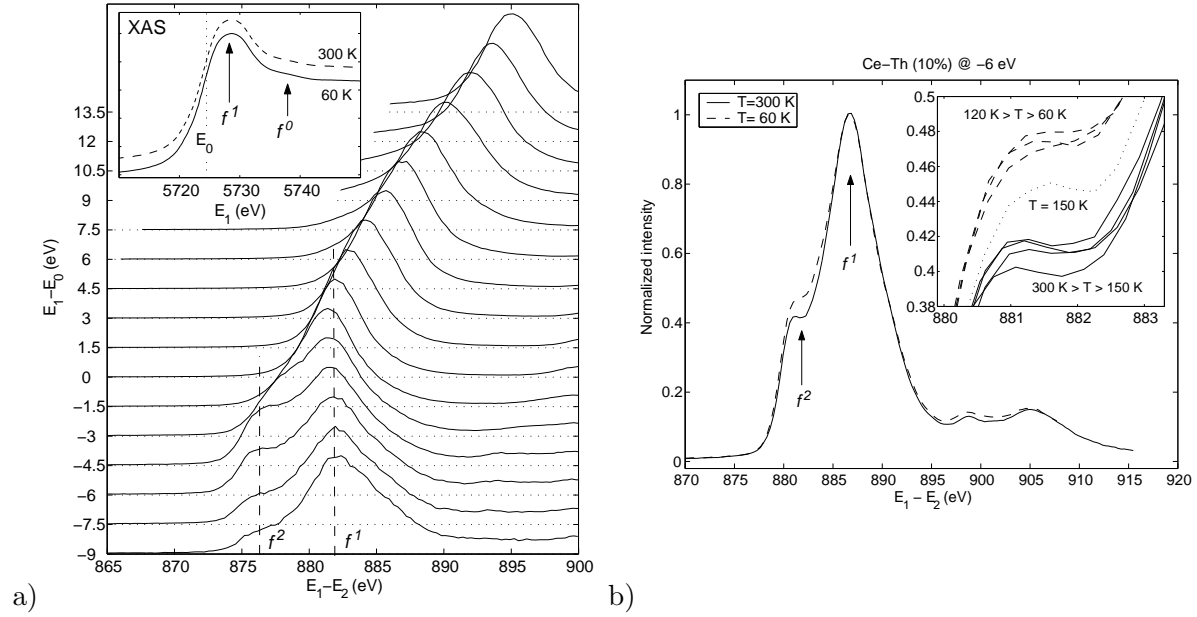 a)
XAS
300 K
60 K
E0
f1
f0
5720
5730
5740
E1 (eV)
E1−E0 (eV)
13.5
12
10.5
9
7.5
6
4.5
3
1.5
0
−1.5
−3
−4.5
−6
−7.5
−9
f2
f1
865
870
875
880
885
890
895
900
E1−E2 (eV)
b)
Ce−Th (10%) @ −6 eV
T=300 K
T= 60 K
Normalized intensity
1
0.8
0.6
0.4
0.2
0
f1
f2
0.5
0.48
0.46
0.44
0.42
0.4
0.38
120 K > T > 60 K
T = 150 K
300 K > T > 150 K
880
881
882
883
870
875
880
885
890
895
900
905
910
915
920
E1 − E2 (eV)